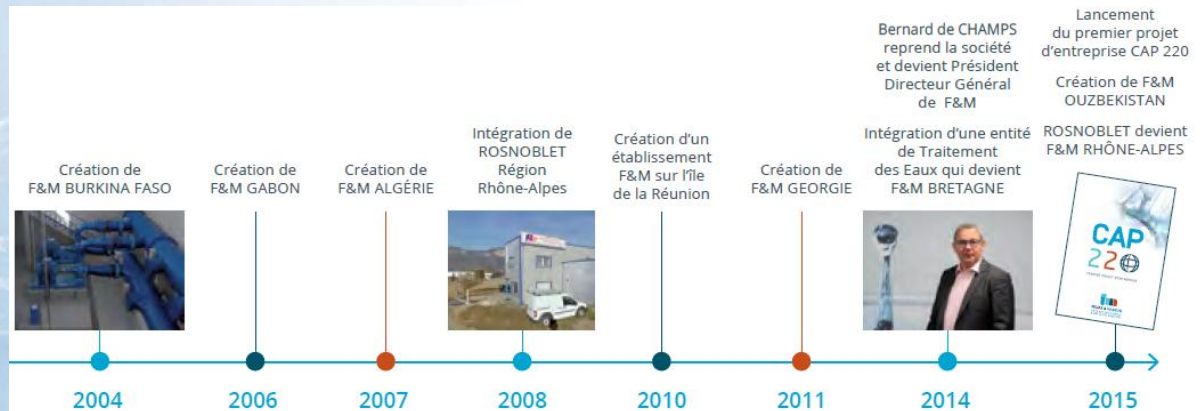 Création de
F&M BURKINA FASO
2004
Création de
F&M GABON
2006
Création de
F&M ALGÉRIE
2007
Intégration de
ROSNOBLET
Région
Rhône-Alpes
2008
Création d'un
établissement
F&M sur l'île
de la Réunion
2010
Création de
F&M GEORGIE
2011
Bernard de CHAMPS
reprend la société
et devient Président
Directeur Général
de F&M
Intégration d'une entité
de Traitement
des Eaux qui devient
F&M BRETAGNE
2014
Lancement
du premier projet
d'entreprise CAP 220
Création de F&M
OUZBEKISTAN
ROSNOBLET devient
F&M RHÔNE-ALPES
CAP
220
2015